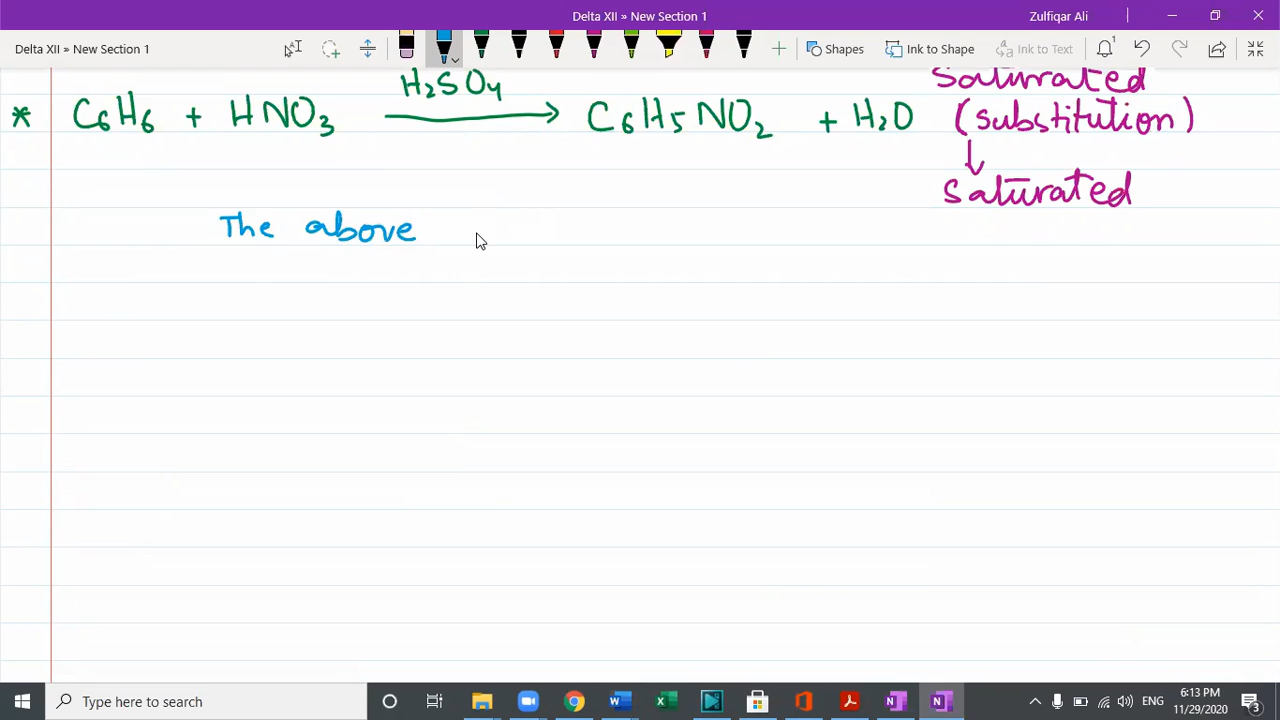 Delta XII » New Section 1
Zulfiqar Ali
Delta XII » New Section 1
Shapes
Ink to Shape
Ink to Text
1
Saturated
* C6H6 + HNO3 H2SO4 → C6H5NO2 + H2O (substitution)
↓
Saturated
The above
Type here to search
ENG
6:13 PM
11/29/2020
3